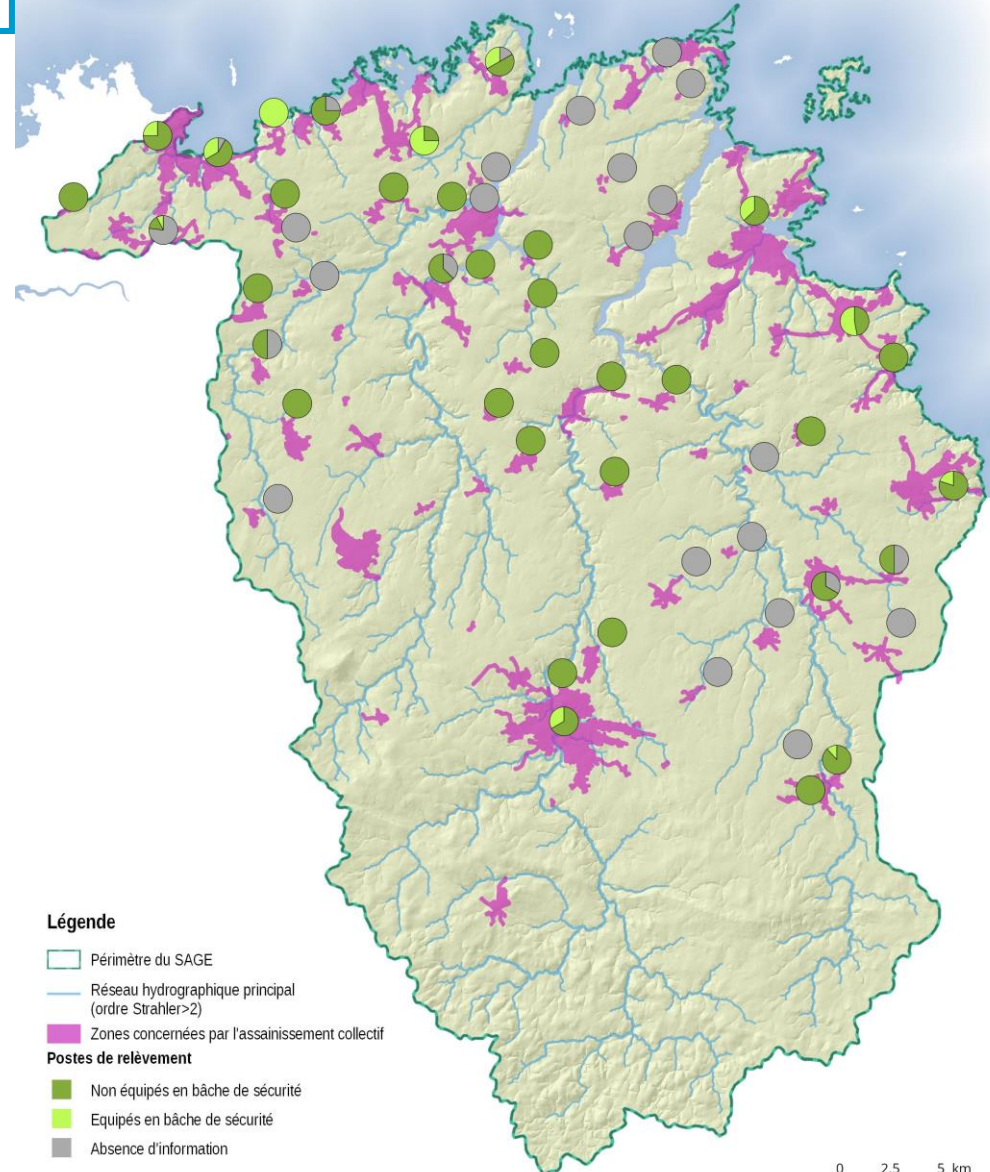 Légende
Périmètre du SAGE
Réseau hydrographique principal
(ordre Strahler>2)
Zones concernées par l'assainissement collectif
Postes de relèvement
Non équipés en bâche de sécurité
Equipés en bâche de sécurité
Absence d'information
0 2,5 5 km